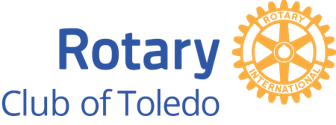 Rotary
Club of Toledo
ROTARY
INTERNATIONAL